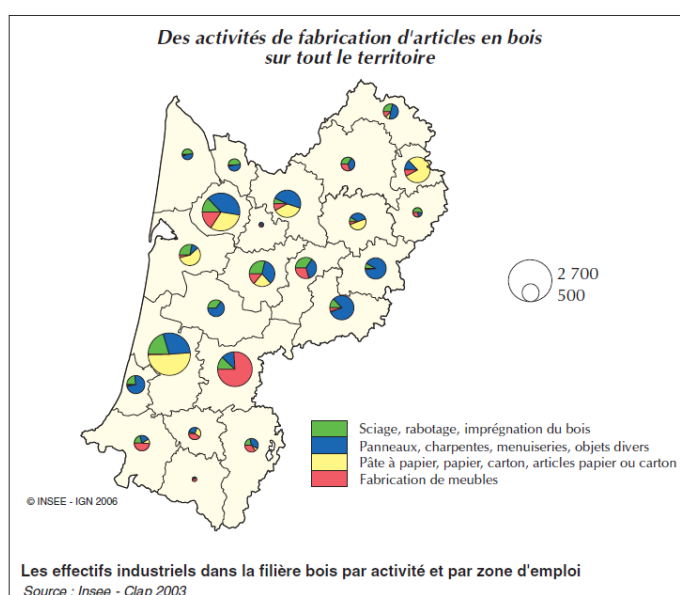 Des activités de fabrication d'articles en bois
sur tout le territoire
2 700
500
Sciage, rabotage, imprégnation du bois
Panneaux, charpentes, menuiseries, objets divers
Pâte à papier, papier, carton, articles papier ou carton
Fabrication de meubles
© INSEE - IGN 2006
Les effectifs industriels dans la filière bois par activité et par zone d'emploi
Source : Insee - Clap 2003